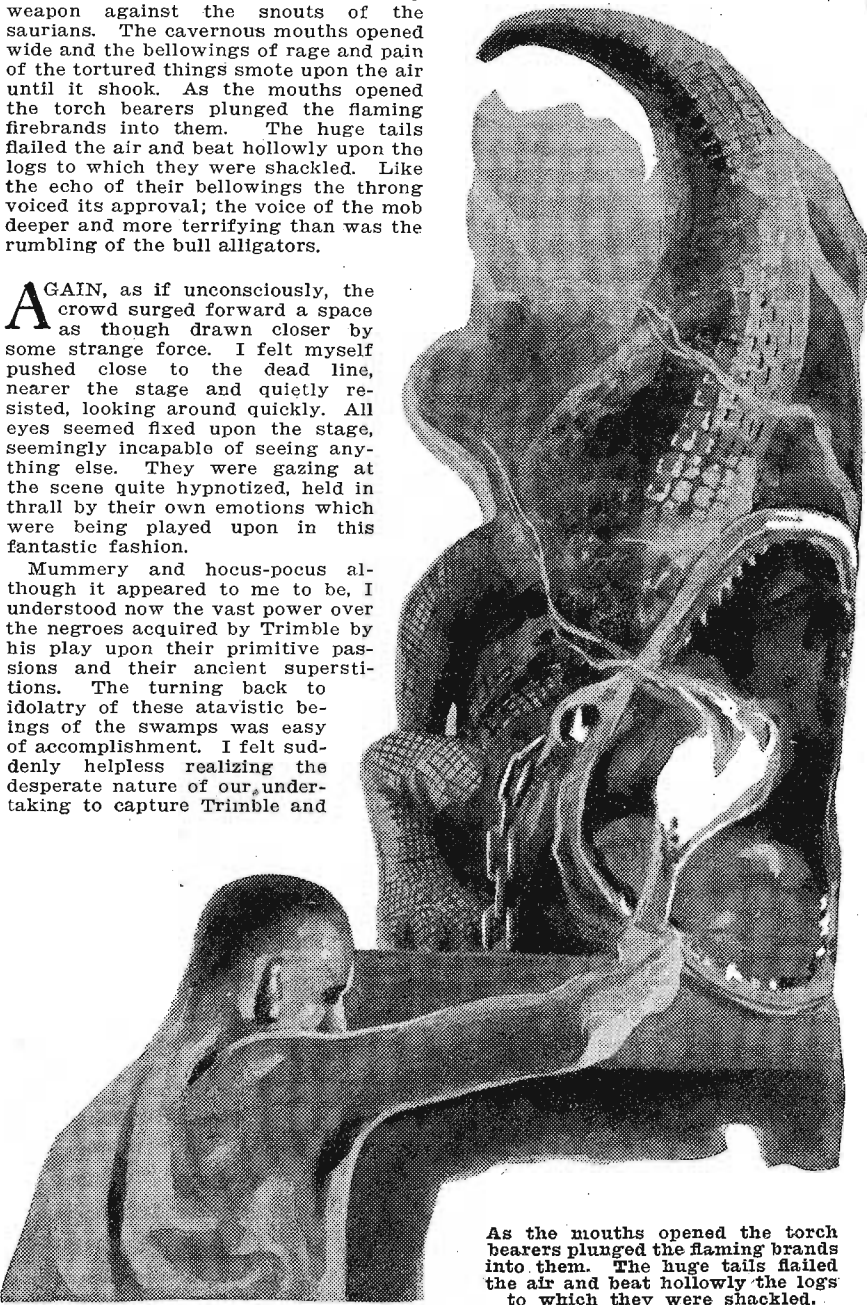 weapon against the snouts of the
saurians. The cavernous mouths opened
wide and the bellowings of rage and pain
of the tortured things smote upon the air
until it shook. As the mouths opened
the torch bearers plunged the flaming
firebrands into them. The huge tails
flailed the air and beat hollowly upon the
logs to which they were shackled. Like
the echo of their bellowings the throng
voiced its approval; the voice of the mob
deeper and more terrifying than was the
rumbling of the bull alligators.
AGAIN, as if unconsciously, the
crowd surged forward a space
as though drawn closer by
some strange force. I felt myself
pushed close to the dead line,
nearer the stage and quietly re-
sisted, looking around quickly. All
eyes seemed fixed upon the stage,
seemingly incapable of seeing any-
thing else. They were gazing at
the scene quite hypnotized, held in
thrall by their own emotions which
were being played upon in this
fantastic fashion.
Mummery and hocus-pocus al-
though it appeared to me to be, I
understood now the vast power over
the negroes acquired by Trimble by
his play upon their primitive pas-
sions and their ancient supersti-
tions. The turning back to
idolatry of these atavistic be-
ings of the swamps was easy
of accomplishment. I felt sud-
denly helpless realizing the
desperate nature of our under-
taking to capture Trimble and
As the mouths opened the torch
bearers plunged the flaming brands
into them. The huge tails flailed
the air and beat hollowly the logs
to which they were shackled.